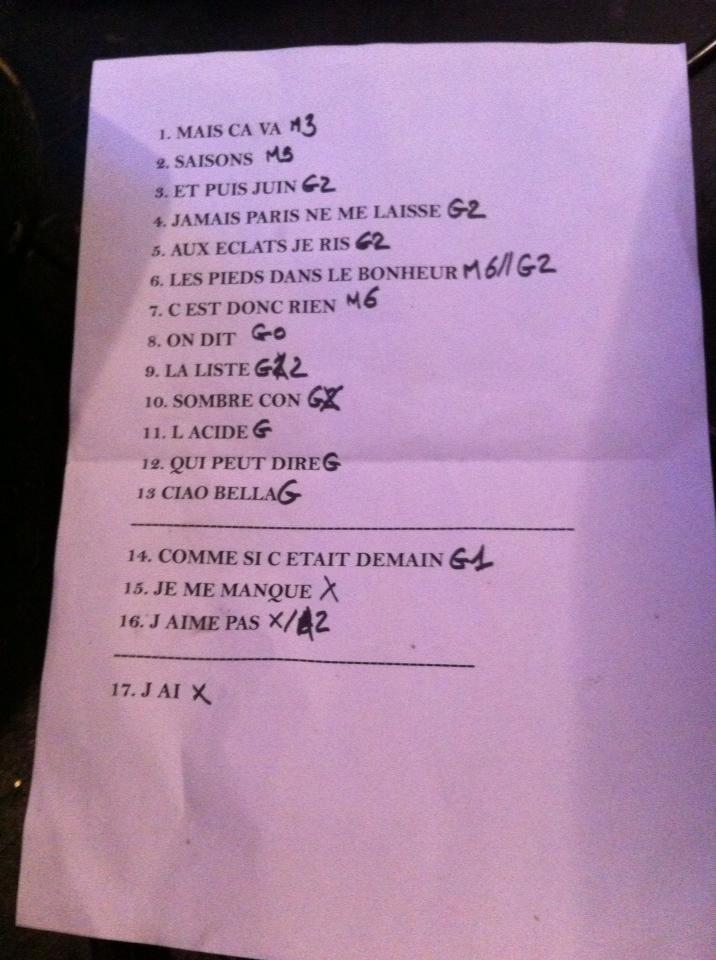 1. MAIS CA VA M3
2. SAISONS M3
3. ET PUIS JUIN G2
4. JAMAIS PARIS NE ME LAISSE G2
5. AUX ECLATS JE RIS G2
6. LES PIEDS DANS LE BONHEUR M6//G2
7. C EST DONC RIEN M6
8. ON DIT G0
9. LA LISTE G2
10. SOMBRE CON G
11. L ACIDE G
12. QUI PEUT DIRE G
13 CIAO BELLA G
14. COMME SI C ETAIT DEMAIN G1
15. JE ME MANQUE X
16. J AIME PAS X/2
17. J AI X